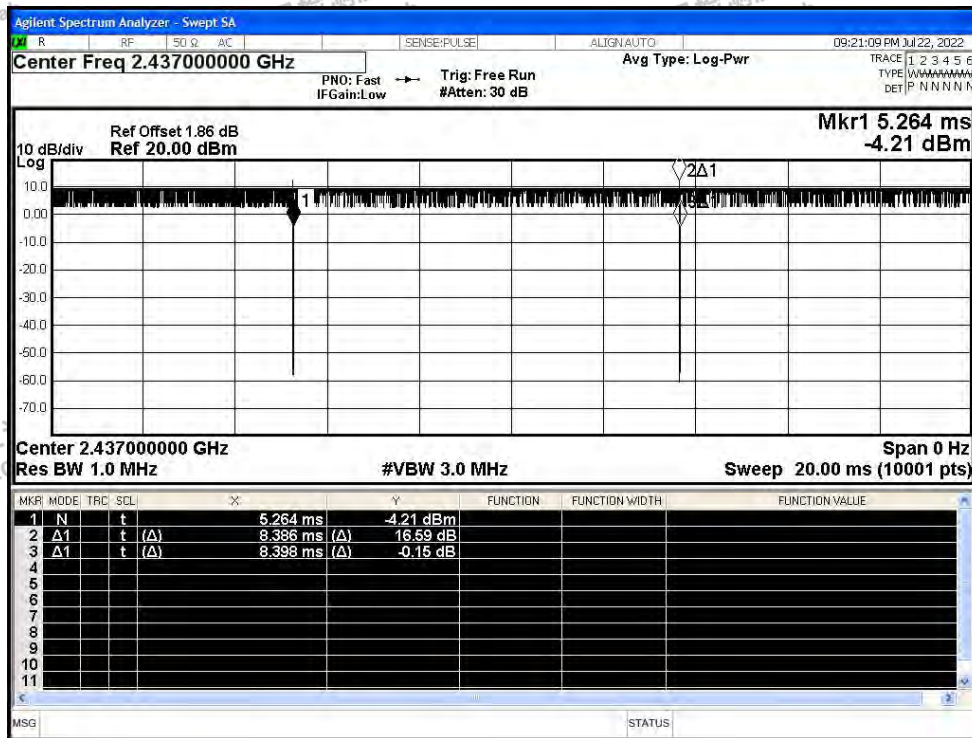 Agilent Spectrum Analyzer - Swept SA
LXI R RF 50 Ω AC SENSE:PULSE ALIGN AUTO 09:21:09 PM Jul 22, 2022
Center Freq 2.437000000 GHz
PNO: Fast
IFGain:Low
Trig: Free Run
#Atten: 30 dB
Avg Type: Log-Pwr
TRACE 1 2 3 4 5 6
TYPE WWWWWW
DET P N N N N N
Mkr1 5.264 ms
-4.21 dBm
Ref Offset 1.86 dB
10 dB/div Ref 20.00 dBm
Log
2Δ1
10.0
1
3Δ1
0.00
-10.0
-20.0
-30.0
-40.0
-50.0
-60.0
-70.0
Center 2.437000000 GHz Span 0 Hz
Res BW 1.0 MHz #VBW 3.0 MHz Sweep 20.00 ms (10001 pts)
MKR MODE TRC SCL X Y FUNCTION FUNCTION WIDTH FUNCTION VALUE
1 N t 5.264 ms -4.21 dBm
2 Δ1 t (Δ) 8.386 ms (Δ) 16.59 dB
3 Δ1 t (Δ) 8.398 ms (Δ) -0.15 dB
4
5
6
7
8
9
10
11
MSG STATUS